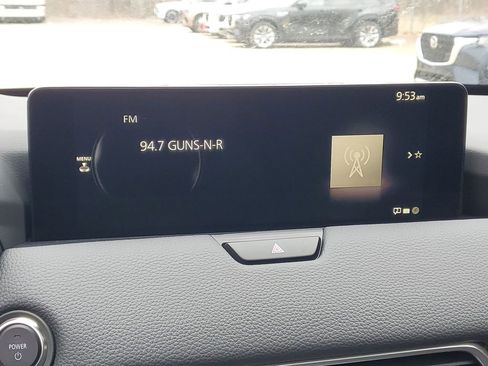 9:53am
FM
94.7 GUNS-N-R
MENU
POWER